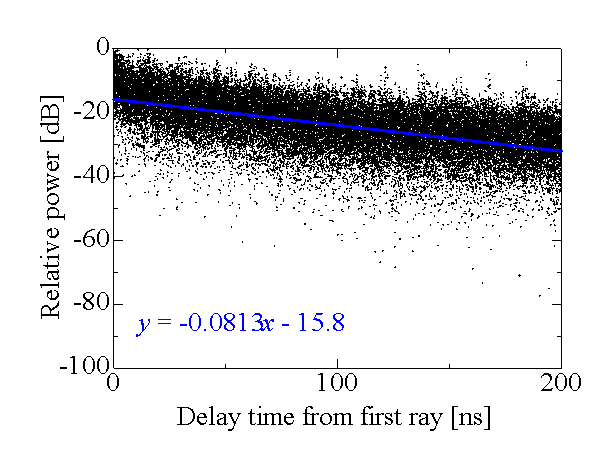 0
-20
-40
-60
-80
-100
Relative power [dB]
y = -0.0813x - 15.8
0 100 200
Delay time from first ray [ns]